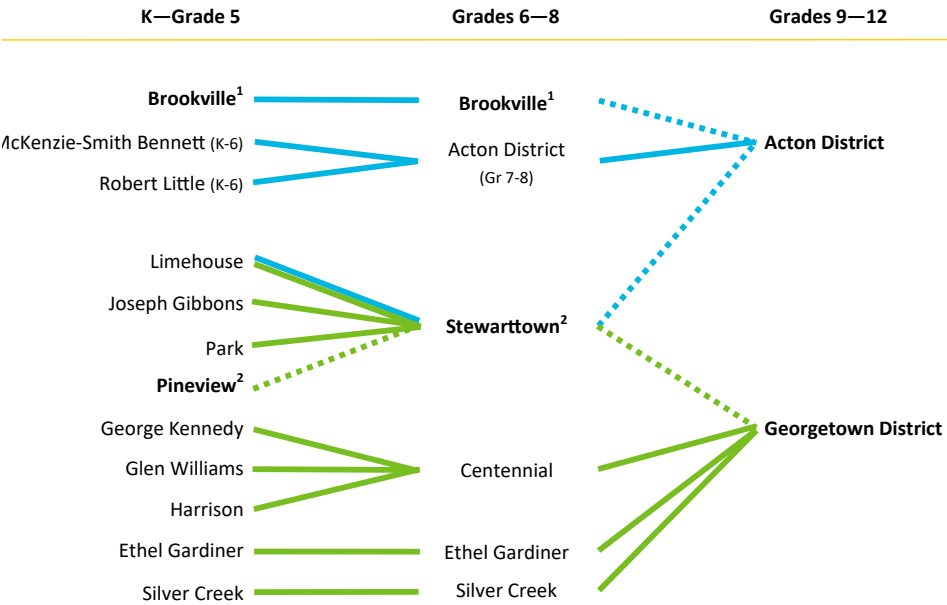 K—Grade 5 Grades 6—8 Grades 9—12
Brookville¹ Brookville¹
McKenzie-Smith Bennett (K-6) Acton District Acton District
Robert Little (K-6) (Gr 7-8)
Limehouse
Joseph Gibbons
Stewarttown²
Park
Pineview²
George Kennedy Georgetown District
Glen Williams Centennial
Harrison
Ethel Gardiner Ethel Gardiner
Silver Creek Silver Creek